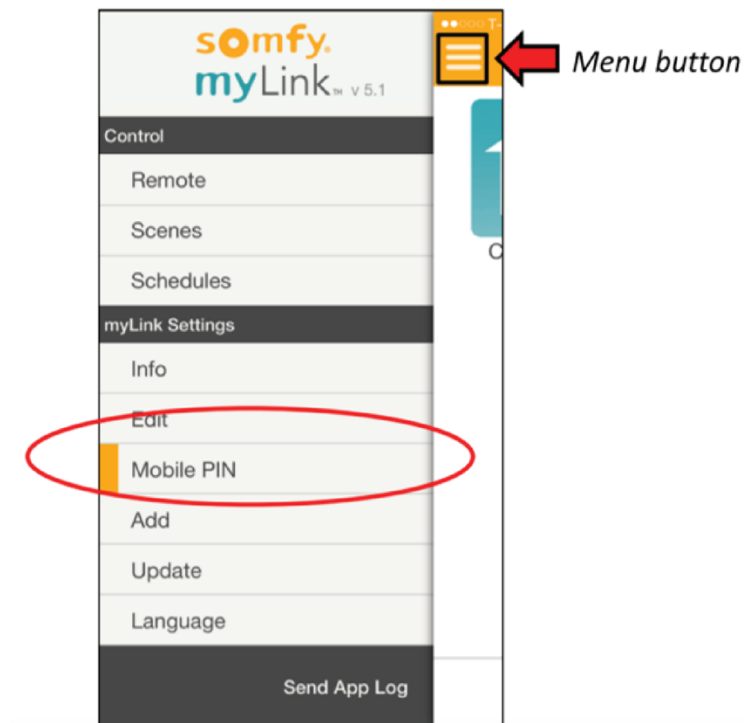 somfy.
T-
Menu button
myLink™ v 5.1
Control
Remote
Scenes
C
Schedules
myLink Settings
Info
Edit
Mobile PIN
Add
Update
Language
Send App Log